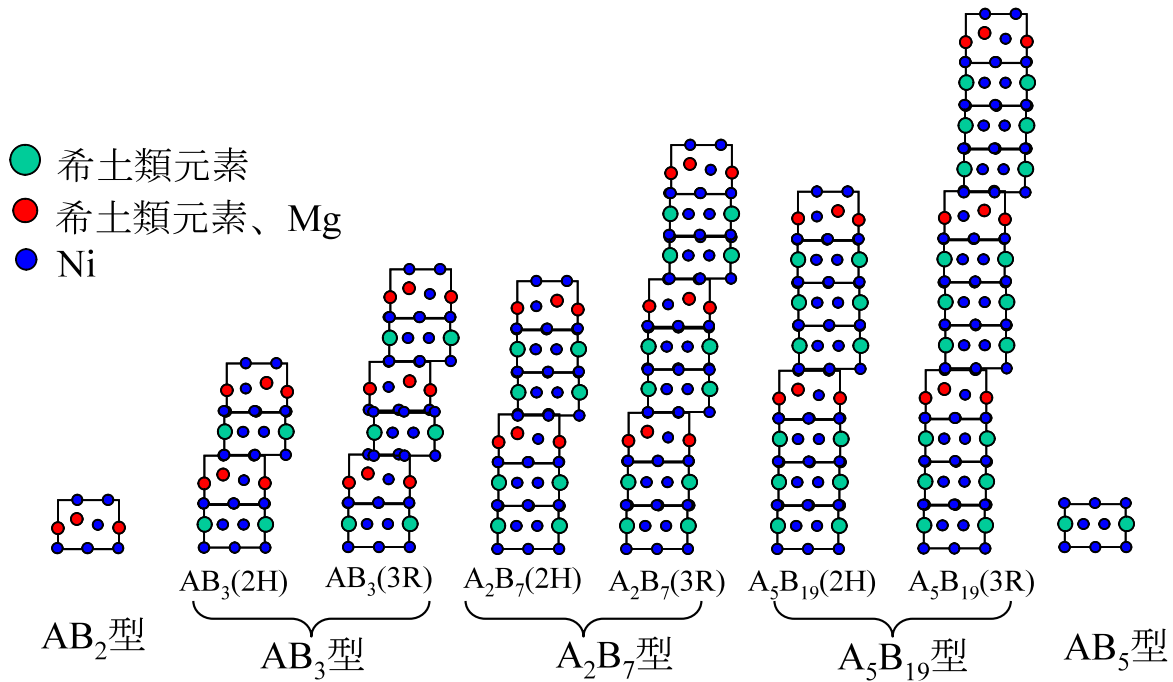 希土類元素
希土類元素、Mg
Ni
AB₃(2H)
AB₃(3R)
A₂B₇(2H)
A₂B₇(3R)
A₅B₁₉(2H)
A₅B₁₉(3R)
AB₂型
AB₃型
A₂B₇型
A₅B₁₉型
AB₅型